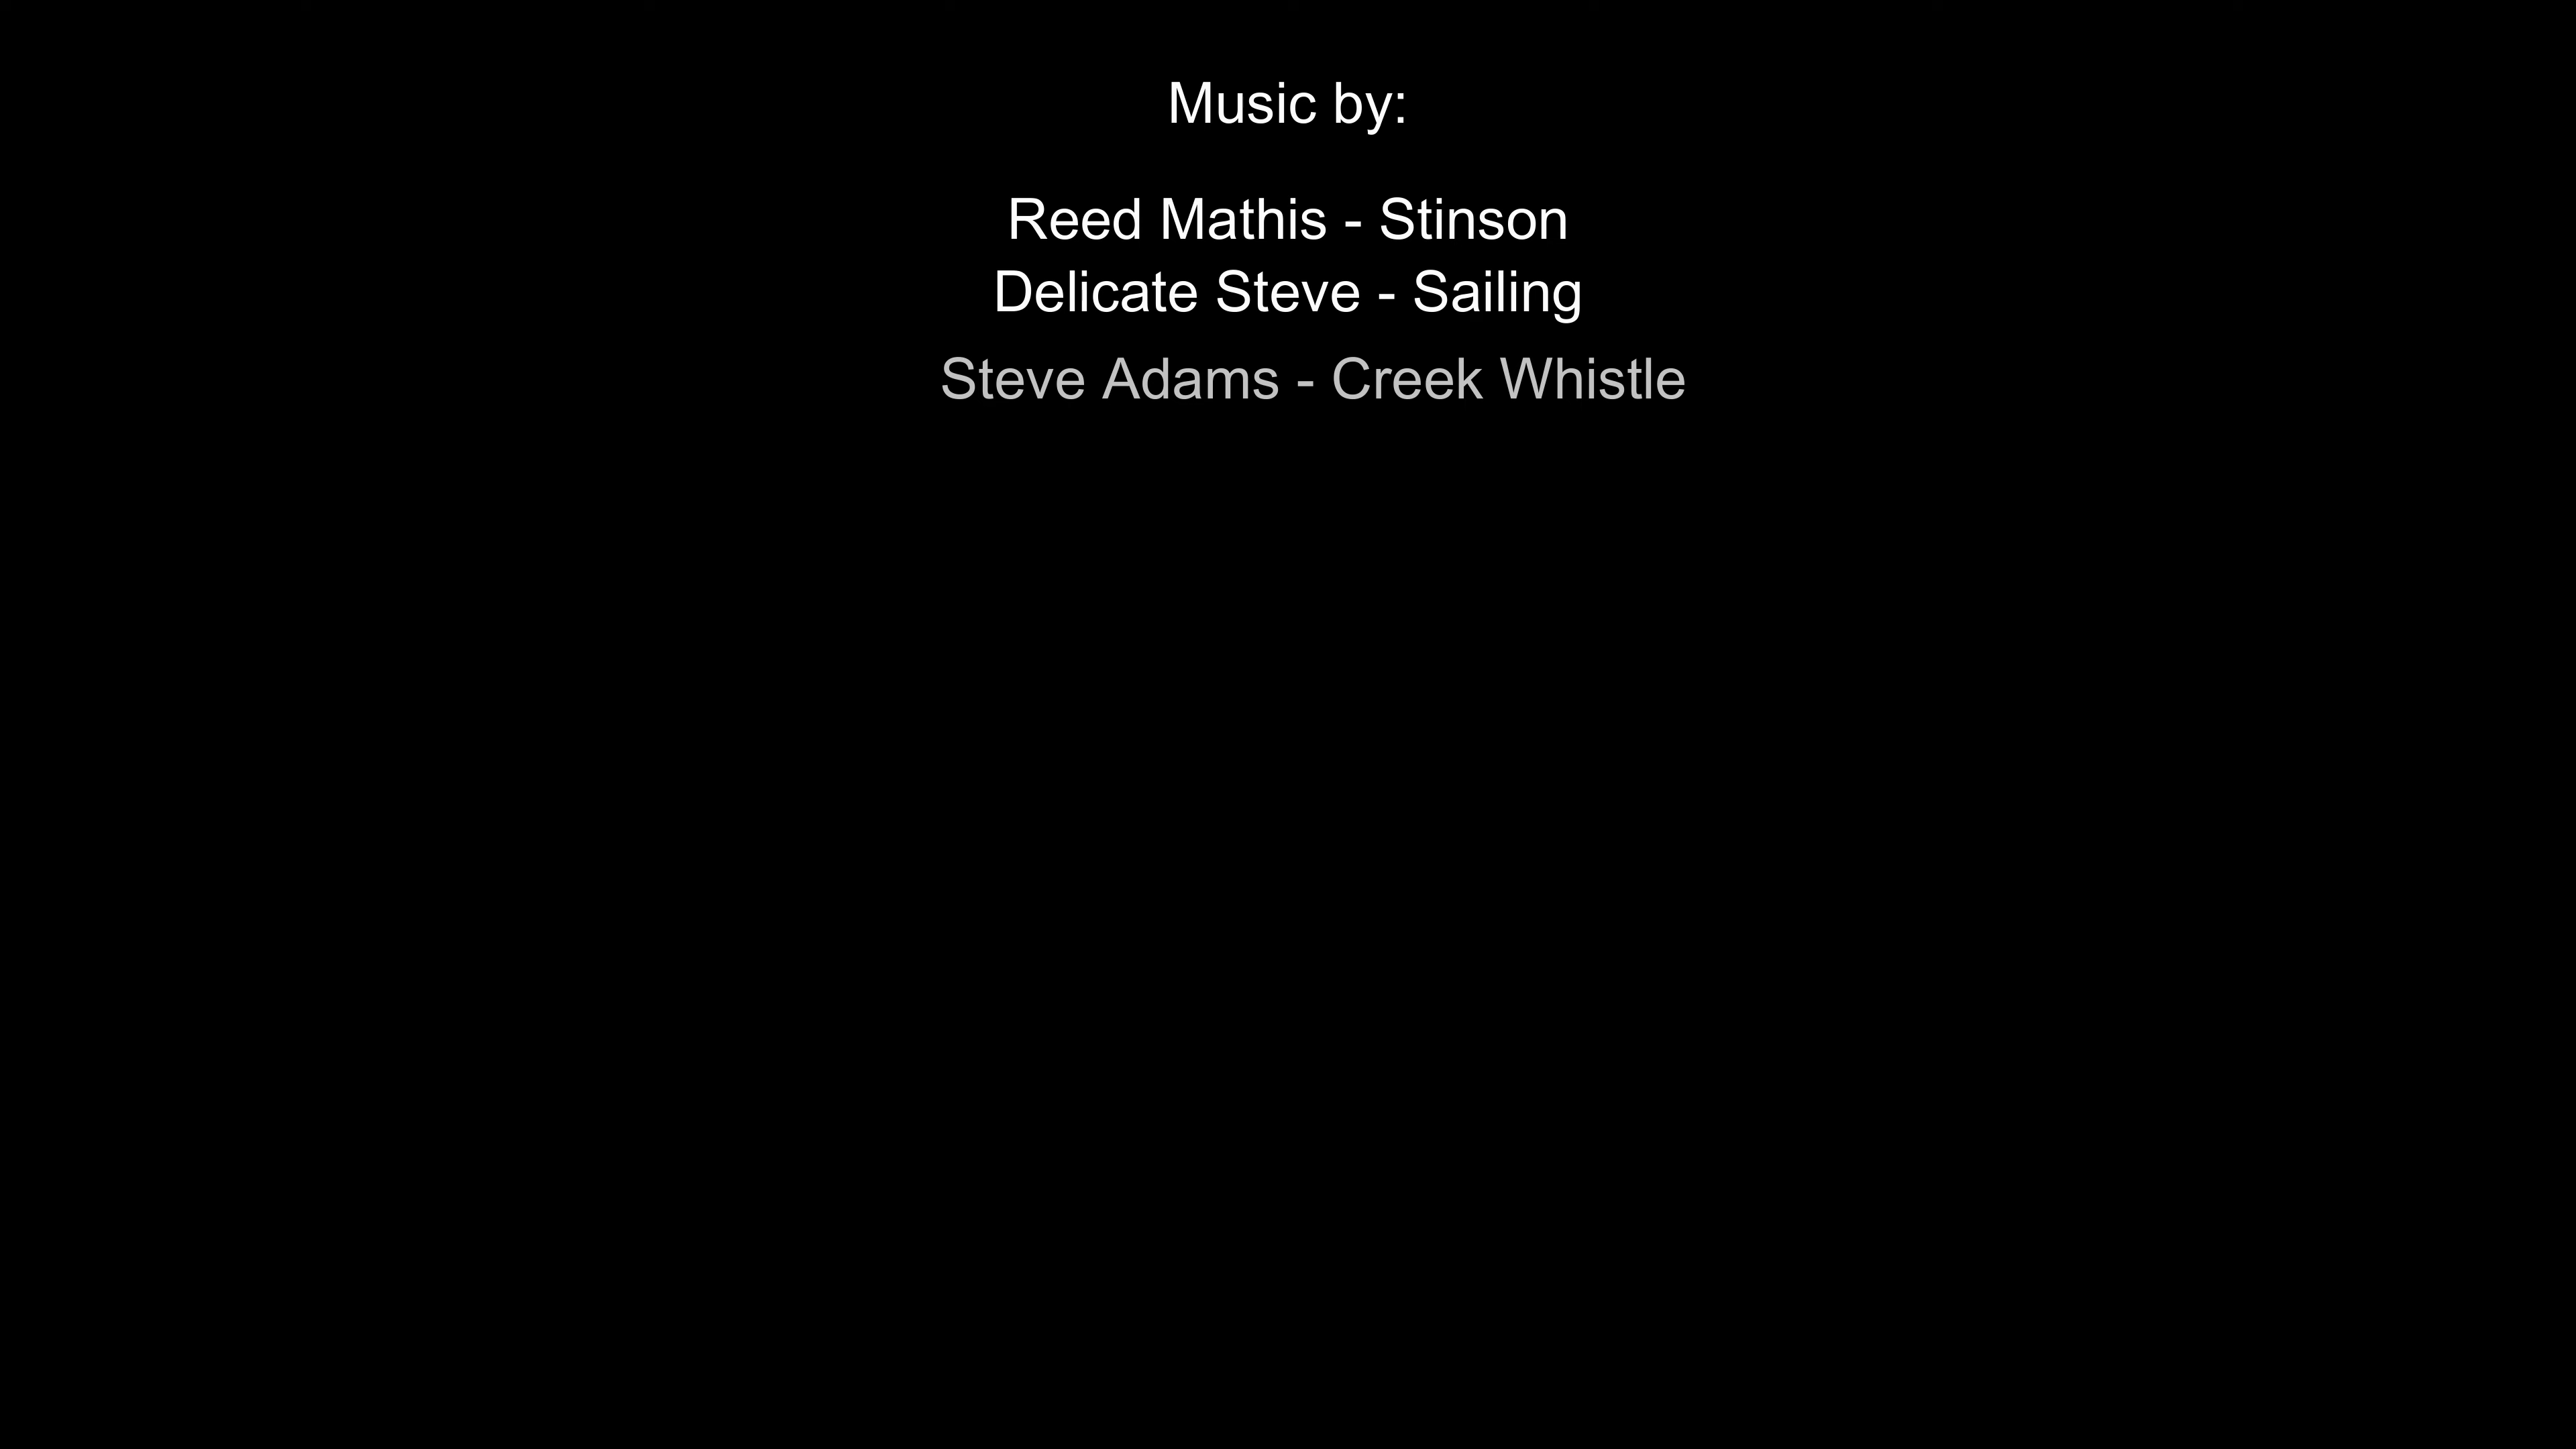 Music by:
Reed Mathis - Stinson
Delicate Steve - Sailing
Steve Adams - Creek Whistle